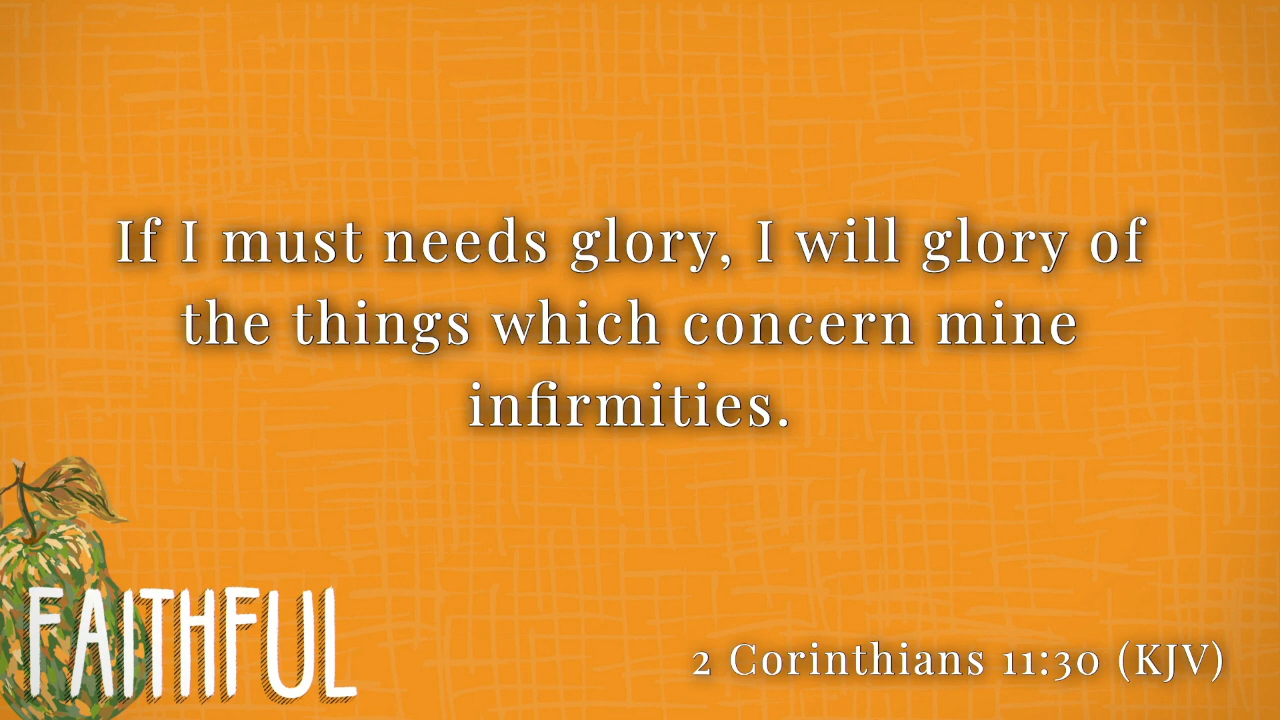 If I must needs glory, I will glory of
the things which concern mine
infirmities.
FAITHFUL
2 Corinthians 11:30 (KJV)